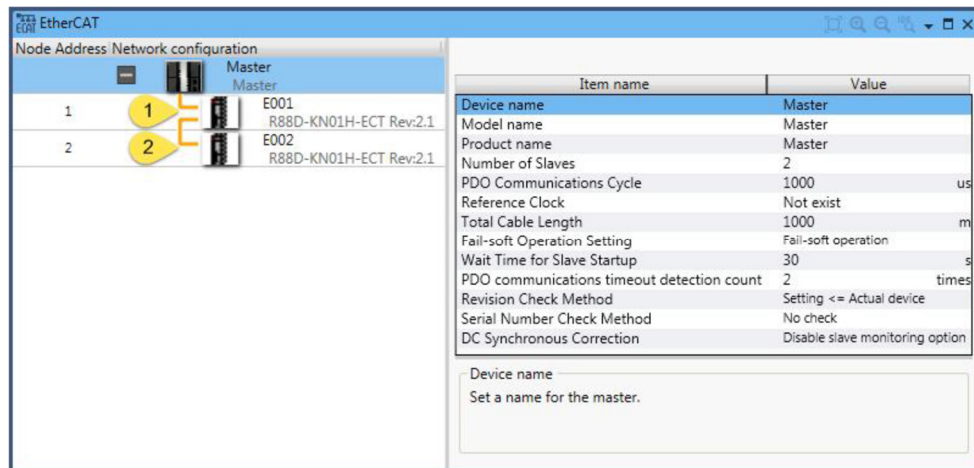 ECAT EtherCAT
Node Address Network configuration
Master
Master
1 1 E001
R88D-KN01H-ECT Rev:2.1
2 2 E002
R88D-KN01H-ECT Rev:2.1
Item name Value
Device name Master
Model name Master
Product name Master
Number of Slaves 2
PDO Communications Cycle 1000 us
Reference Clock Not exist
Total Cable Length 1000 m
Fail-soft Operation Setting Fail-soft operation
Wait Time for Slave Startup 30 s
PDO communications timeout detection count 2 times
Revision Check Method Setting <= Actual device
Serial Number Check Method No check
DC Synchronous Correction Disable slave monitoring option
Device name
Set a name for the master.